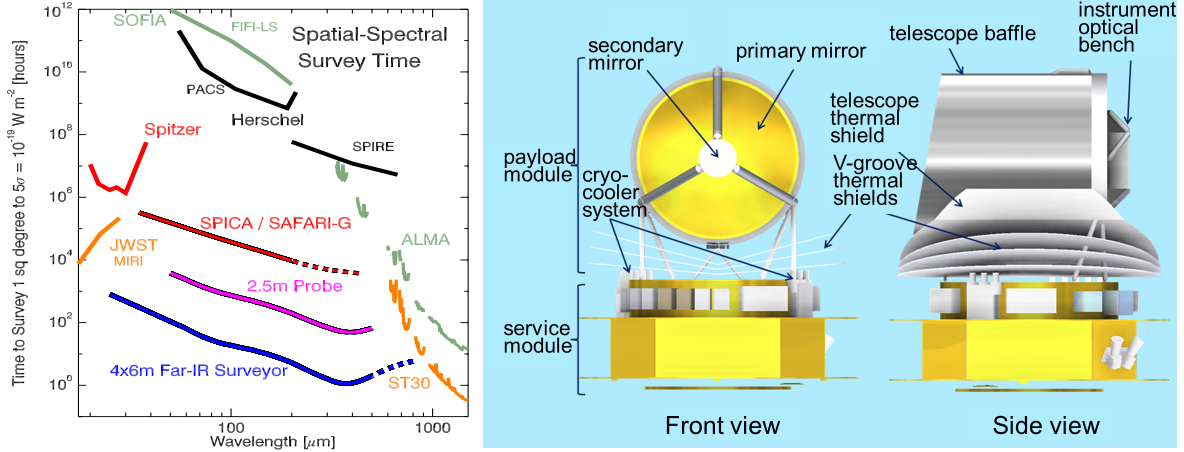 Spatial-Spectral
Survey Time
SOFIA
FIFI-LS
PACS
Herschel
SPIRE
Spitzer
SPICA / SAFARI-G
JWST
MIRI
ALMA
2.5m Probe
4x6m Far-IR Surveyor
ST30
Time to Survey 1 sq degree to 5σ = 10⁻¹⁹ W m⁻² [hours]
10¹²
10¹⁰
10⁸
10⁶
10⁴
10²
10⁰
100
1000
Wavelength [μm]
secondary
mirror
primary mirror
telescope baffle
instrument
optical
bench
telescope
thermal
shield
payload
module
V-groove
thermal
shields
cryo-
cooler
system
service
module
Front view
Side view